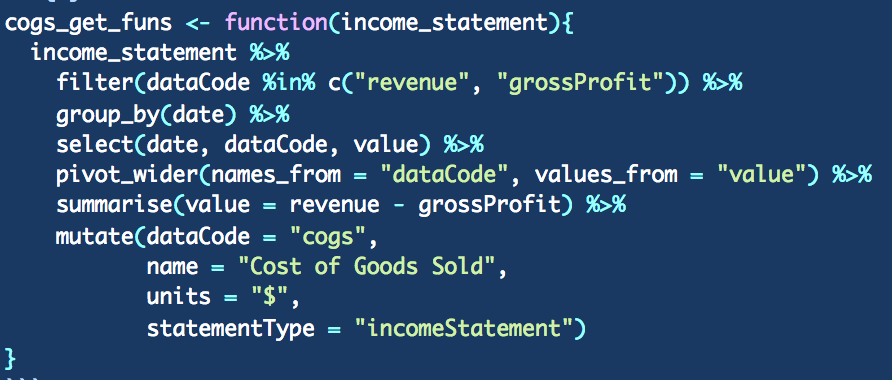 cogs_get_funs <- function(income_statement){
  income_statement %>%
    filter(dataCode %in% c("revenue", "grossProfit")) %>%
    group_by(date) %>%
    select(date, dataCode, value) %>%
    pivot_wider(names_from = "dataCode", values_from = "value") %>%
    summarise(value = revenue - grossProfit) %>%
    mutate(dataCode = "cogs",
           name = "Cost of Goods Sold",
           units = "$",
           statementType = "incomeStatement")
}